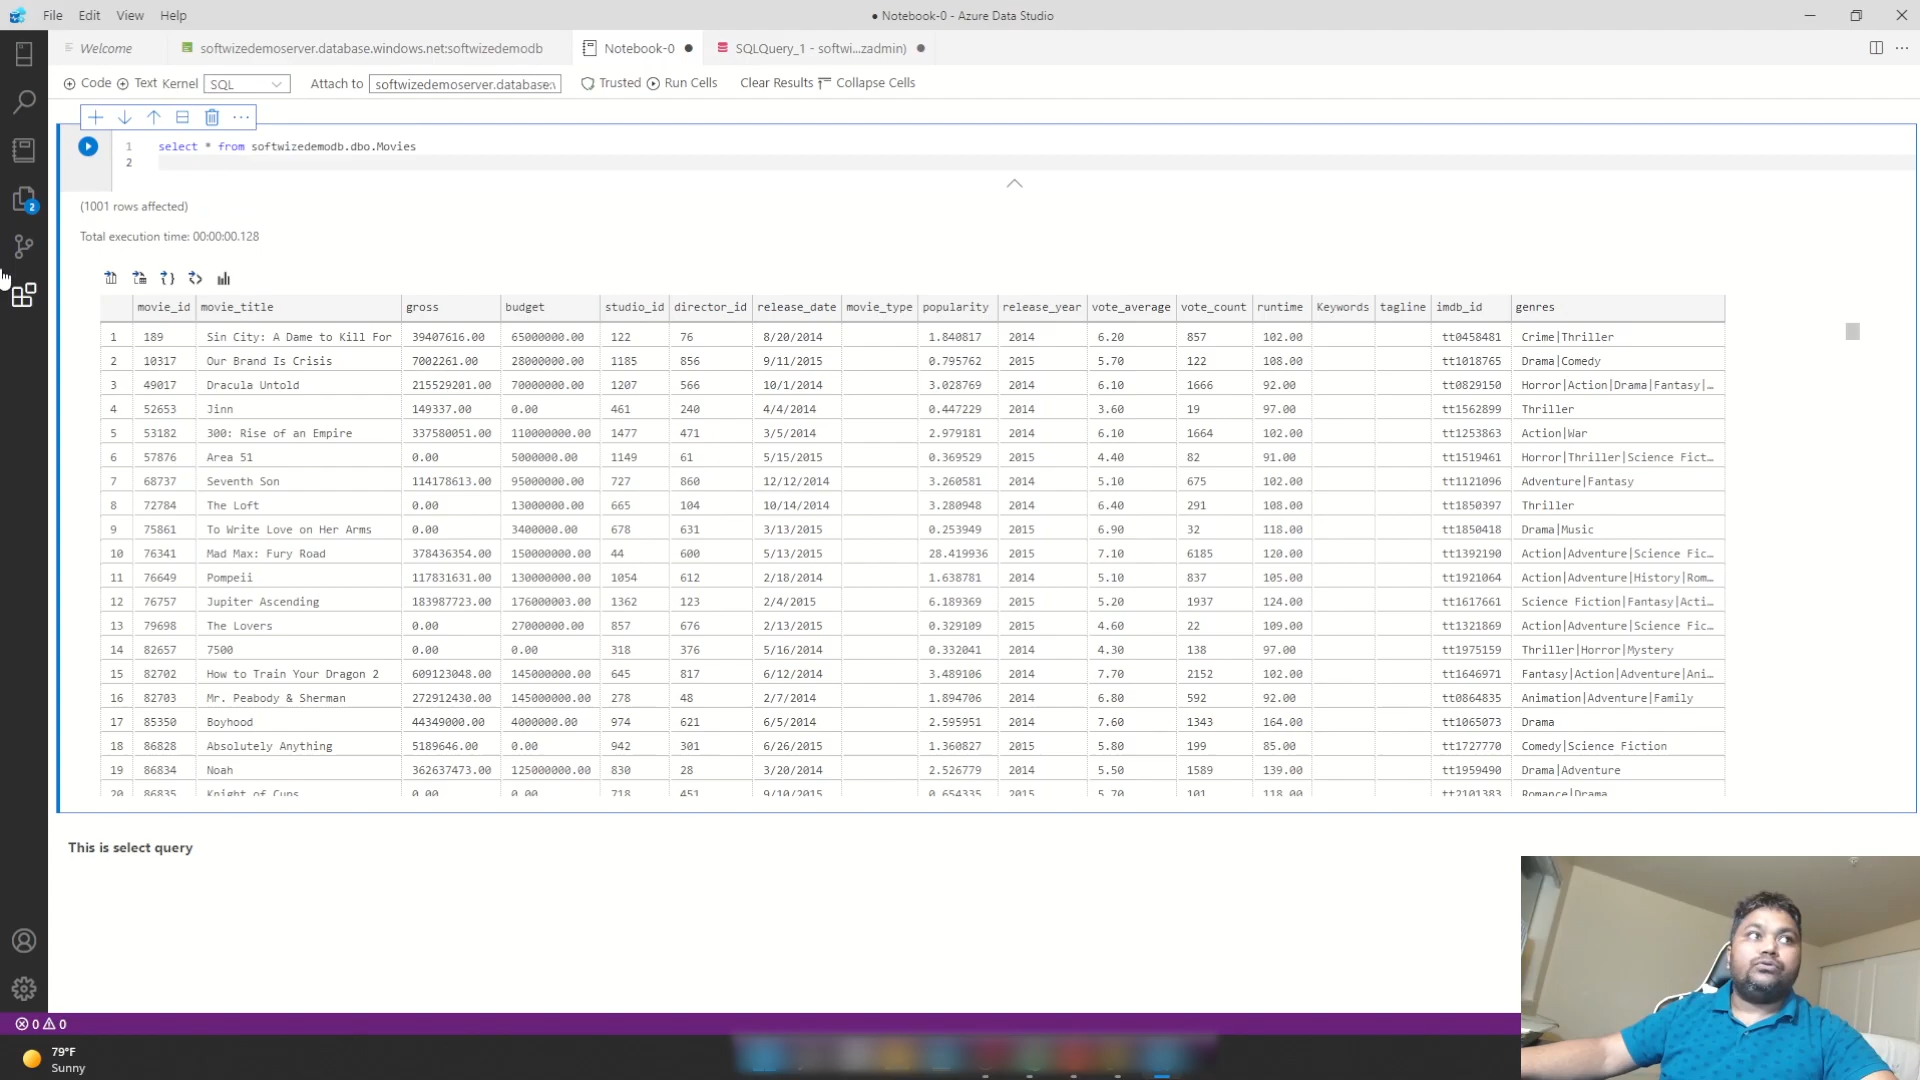 File Edit View Help
● Notebook-0 - Azure Data Studio
Welcome softwizedemoserver.database.windows.net:softwizedemodb Notebook-0 ● SQLQuery_1 - softwi...zadmin) ●
Code Text Kernel SQL Attach to softwizedemoserver.database. Trusted Run Cells Clear Results Collapse Cells
1 select * from softwizedemodb.dbo.Movies
2
2
(1001 rows affected)
Total execution time: 00:00:00.128
movie_id movie_title gross budget studio_id director_id release_date movie_type popularity release_year vote_average vote_count runtime Keywords tagline imdb_id genres
1 189 Sin City: A Dame to Kill For 39407616.00 65000000.00 122 76 8/20/2014 1.840817 2014 6.20 857 102.00 tt0458481 Crime|Thriller
2 10317 Our Brand Is Crisis 7002261.00 28000000.00 1185 856 9/11/2015 0.795762 2015 5.70 122 108.00 tt1018765 Drama|Comedy
3 49017 Dracula Untold 215529201.00 70000000.00 1207 566 10/1/2014 3.028769 2014 6.10 1666 92.00 tt0829150 Horror|Action|Drama|Fantasy|…
4 52653 Jinn 149337.00 0.00 461 240 4/4/2014 0.447229 2014 3.60 19 97.00 tt1562899 Thriller
5 53182 300: Rise of an Empire 337580051.00 110000000.00 1477 471 3/5/2014 2.979181 2014 6.10 1664 102.00 tt1253863 Action|War
6 57876 Area 51 0.00 5000000.00 1149 61 5/15/2015 0.369529 2015 4.40 82 91.00 tt1519461 Horror|Thriller|Science Fict…
7 68737 Seventh Son 114178613.00 95000000.00 727 860 12/12/2014 3.260581 2014 5.10 675 102.00 tt1121096 Adventure|Fantasy
8 72784 The Loft 0.00 13000000.00 665 104 10/14/2014 3.280948 2014 6.40 291 108.00 tt1850397 Thriller
9 75861 To Write Love on Her Arms 0.00 3400000.00 678 631 3/13/2015 0.253949 2015 6.90 32 118.00 tt1850418 Drama|Music
10 76341 Mad Max: Fury Road 378436354.00 150000000.00 44 600 5/13/2015 28.419936 2015 7.10 6185 120.00 tt1392190 Action|Adventure|Science Fic…
11 76649 Pompeii 117831631.00 130000000.00 1054 612 2/18/2014 1.638781 2014 5.10 837 105.00 tt1921064 Action|Adventure|History|Rom…
12 76757 Jupiter Ascending 183987723.00 176000003.00 1362 123 2/4/2015 6.189369 2015 5.20 1937 124.00 tt1617661 Science Fiction|Fantasy|Acti…
13 79698 The Lovers 0.00 27000000.00 857 676 2/13/2015 0.329109 2015 4.60 22 109.00 tt1321869 Action|Adventure|Science Fic…
14 82657 7500 0.00 0.00 318 376 5/16/2014 0.332041 2014 4.30 138 97.00 tt1975159 Thriller|Horror|Mystery
15 82702 How to Train Your Dragon 2 609123048.00 145000000.00 645 817 6/12/2014 3.489106 2014 7.70 2152 102.00 tt1646971 Fantasy|Action|Adventure|Ani…
16 82703 Mr. Peabody & Sherman 272912430.00 145000000.00 278 48 2/7/2014 1.894706 2014 6.80 592 92.00 tt0864835 Animation|Adventure|Family
17 85350 Boyhood 44349000.00 4000000.00 974 621 6/5/2014 2.595951 2014 7.60 1343 164.00 tt1065073 Drama
18 86828 Absolutely Anything 5189646.00 0.00 942 301 6/26/2015 1.360827 2015 5.80 199 85.00 tt1727770 Comedy|Science Fiction
19 86834 Noah 362637473.00 125000000.00 830 28 3/20/2014 2.526779 2014 5.50 1589 139.00 tt1959490 Drama|Adventure
20 86835 Knight of Cups 0.00 0.00 718 451 9/10/2015 0.654335 2015 5.70 101 118.00 tt2101383 Romance|Drama
This is select query
0 0
79°F
Sunny